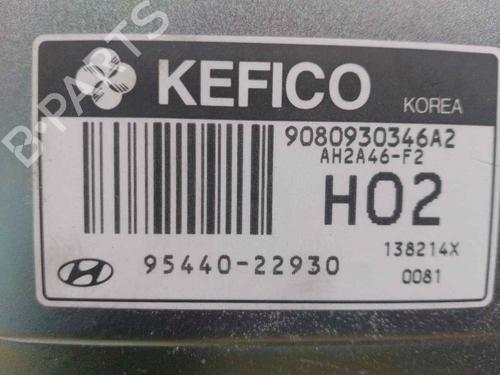 KEFICO KOREA
9080930346A2
AH2A46-F2
H02
95440-22930
138214X
0081
B-PARTS